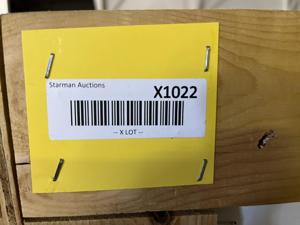 Starman Auctions
X1022
-- X LOT --